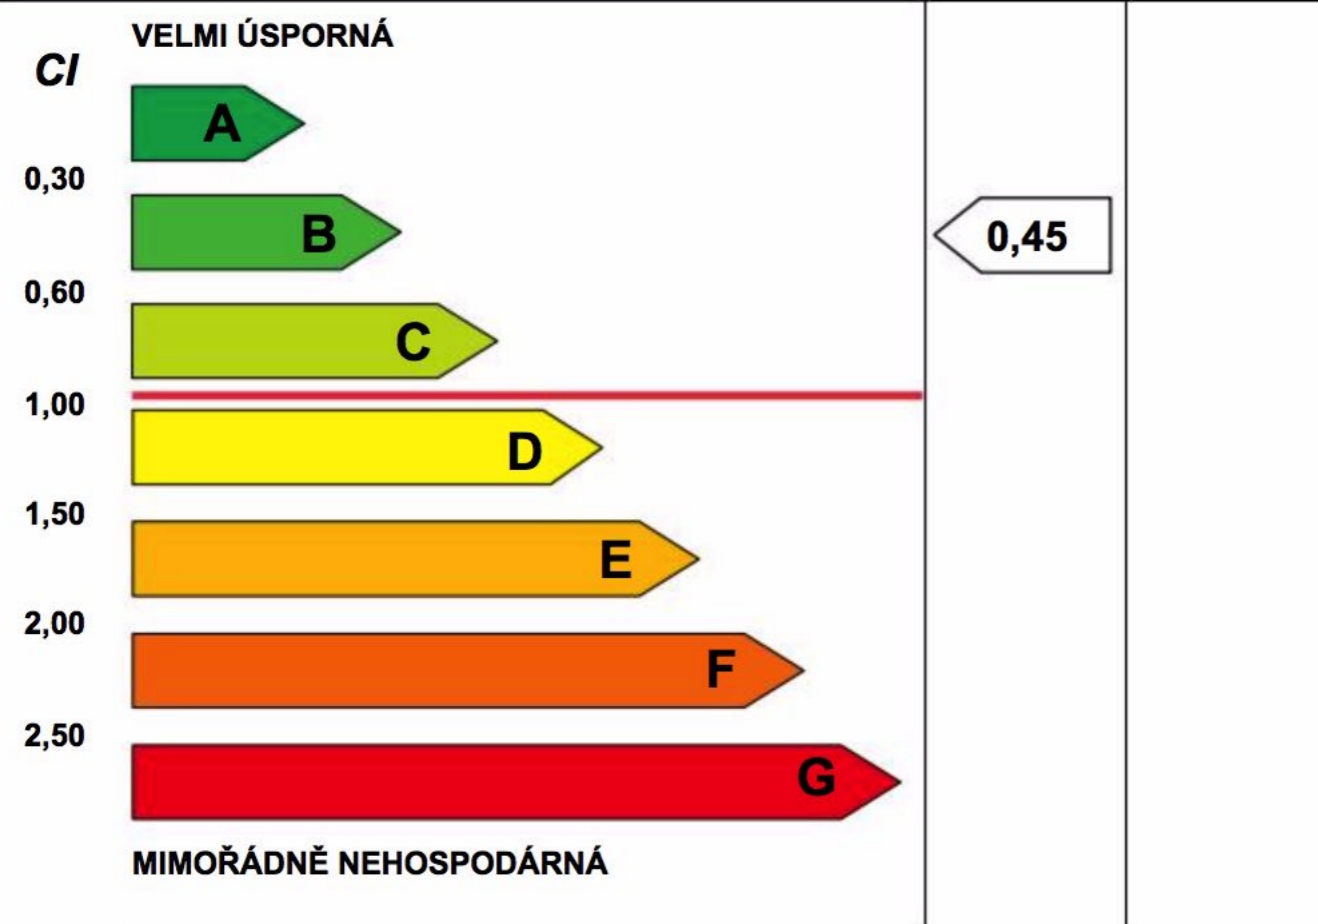 VELMI ÚSPORNÁ
CI
A
0,30
B
0,45
0,60
C
1,00
D
1,50
E
2,00
F
2,50
G
MIMOŘÁDNĚ NEHOSPODÁRNÁ